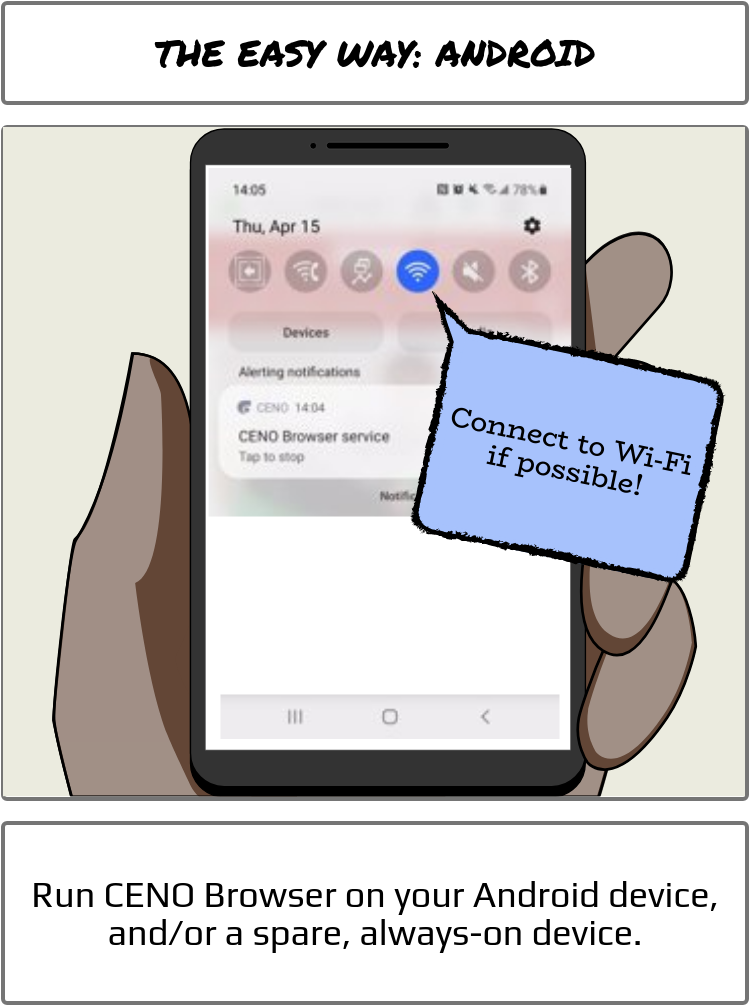 THE EASY WAY: ANDROID
14:05
78%
Thu, Apr 15
Devices
Alerting notifications
CENO 14:04
CENO Browser service
Tap to stop
Connect to Wi-Fi
if possible!
Run CENO Browser on your Android device,
and/or a spare, always-on device.